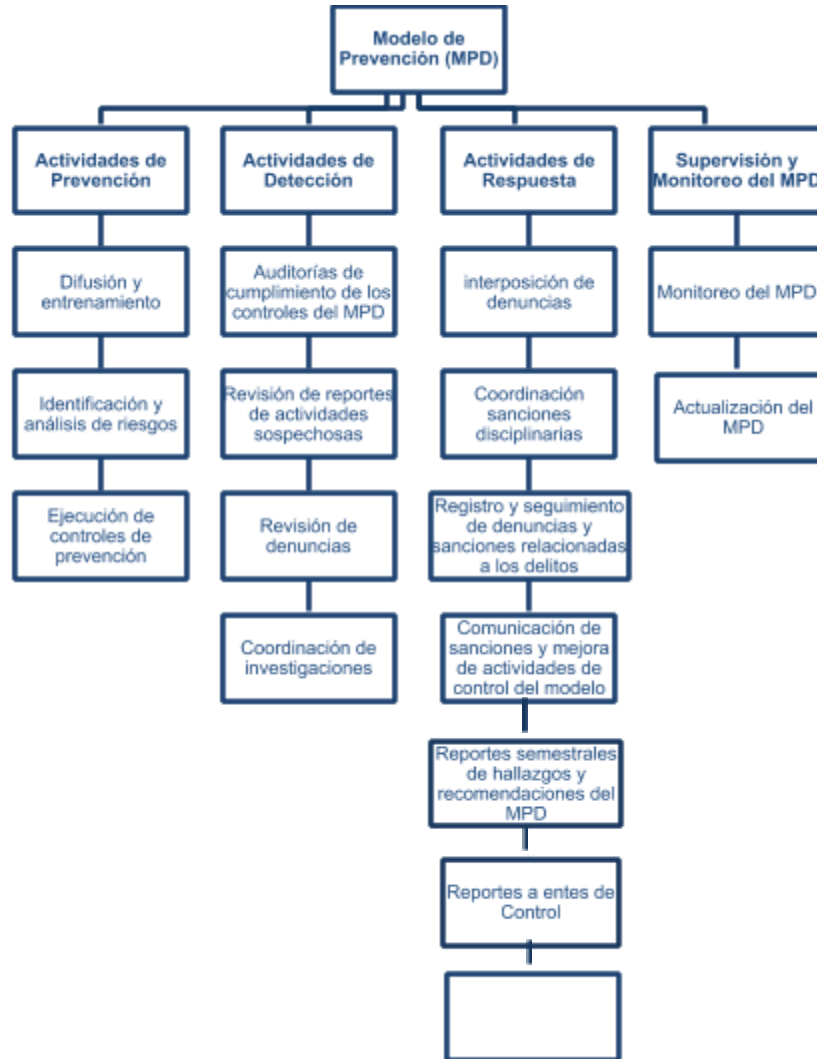 Modelo de
Prevención (MPD)
Actividades de
Prevención
Difusión y
entrenamiento
Identificación y
análisis de riesgos
Ejecución de
controles de
prevención
Actividades de
Detección
Auditorías de
cumplimiento de los
controles del MPD
Revisión de reportes
de actividades
sospechosas
Revisión de
denuncias
Coordinación de
investigaciones
Actividades de
Respuesta
interposición de
denuncias
Coordinación
sanciones
disciplinarias
Registro y seguimiento
de denuncias y
sanciones relacionadas
a los delitos
Comunicación de
sanciones y mejora
de actividades de
control del modelo
Reportes semestrales
de hallazgos y
recomendaciones del
MPD
Reportes a entes de
Control
Supervisión y
Monitoreo del MPD
Monitoreo del MPD
Actualización del
MPD